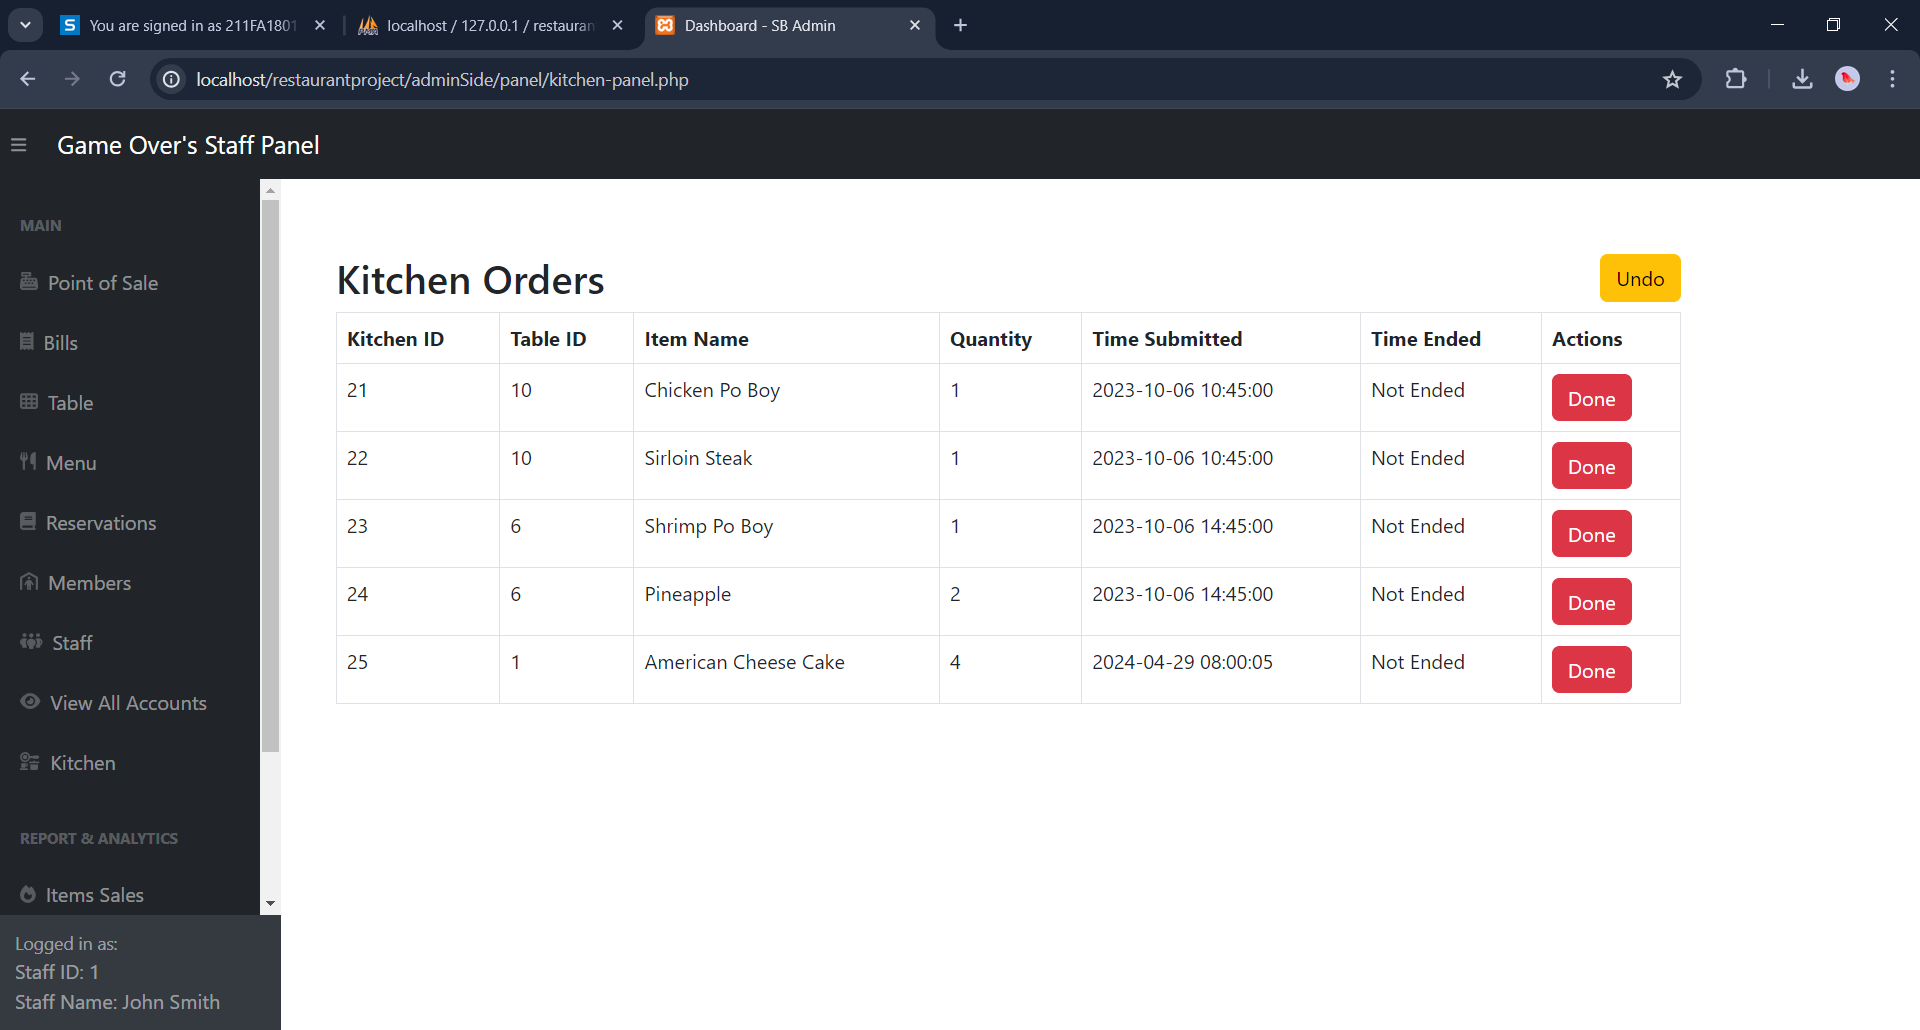 You are signed in as 211FA1801
localhost / 127.0.0.1 / restauran
Dashboard - SB Admin
localhost/restaurantproject/adminSide/panel/kitchen-panel.php
Game Over's Staff Panel
MAIN
Point of Sale
Bills
Table
Menu
Reservations
Members
Staff
View All Accounts
Kitchen
REPORT & ANALYTICS
Items Sales
Logged in as:
Staff ID: 1
Staff Name: John Smith
Kitchen Orders
Undo
Kitchen ID Table ID Item Name Quantity Time Submitted Time Ended Actions
21 10 Chicken Po Boy 1 2023-10-06 10:45:00 Not Ended Done
22 10 Sirloin Steak 1 2023-10-06 10:45:00 Not Ended Done
23 6 Shrimp Po Boy 1 2023-10-06 14:45:00 Not Ended Done
24 6 Pineapple 2 2023-10-06 14:45:00 Not Ended Done
25 1 American Cheese Cake 4 2024-04-29 08:00:05 Not Ended Done